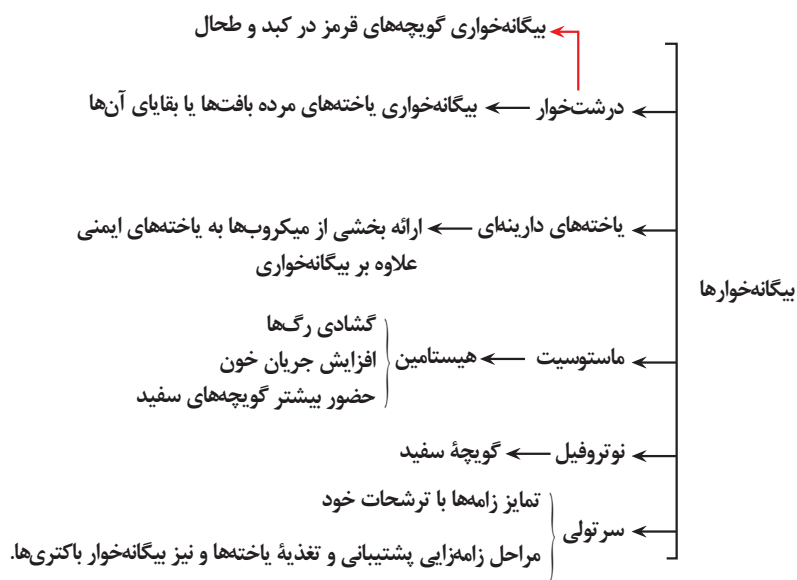 بیگانه‌خواری گویچه‌های قرمز در کبد و طحال
درشت‌خوار
بیگانه‌خواری یاخته‌های مرده بافت‌ها یا بقایای آن‌ها
یاخته‌های دارینه‌ای
ارائه بخشی از میکروب‌ها به یاخته‌های ایمنی
علاوه بر بیگانه‌خواری
بیگانه‌خوارها
ماستوسیت
هیستامین
گشادی رگ‌ها
افزایش جریان خون
حضور بیشتر گویچه‌های سفید
نوتروفیل
گویچهٔ سفید
سرتولی
تمایز زامه‌ها با ترشحات خود
مراحل زامه‌زایی پشتیبانی و تغذیهٔ یاخته‌ها و نیز بیگانه‌خوار باکتری‌ها.